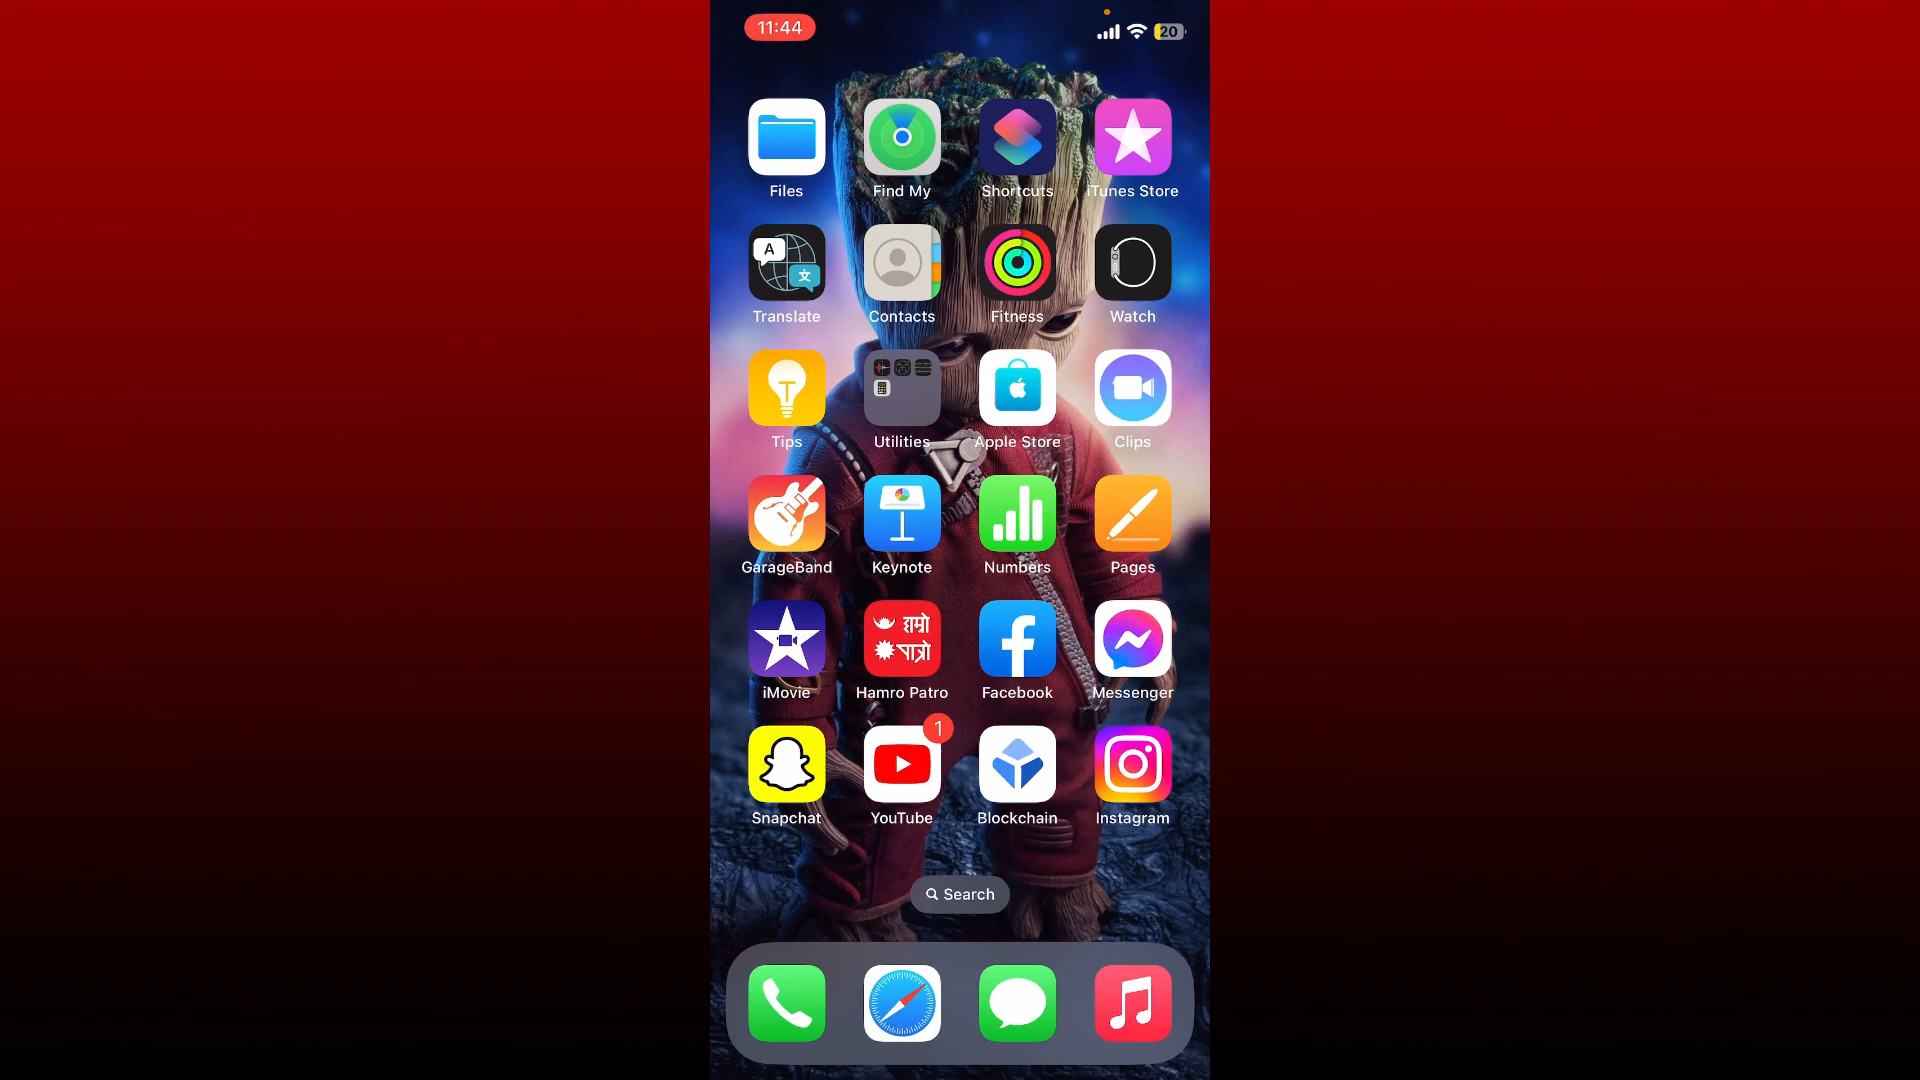 11:44
20
Files Find My Shortcuts iTunes Store
A
文
Translate Contacts Fitness Watch
Tips Utilities Apple Store Clips
GarageBand Keynote Numbers Pages
हाम्रो
पात्रो
iMovie Hamro Patro Facebook Messenger
1
Snapchat YouTube Blockchain Instagram
Search